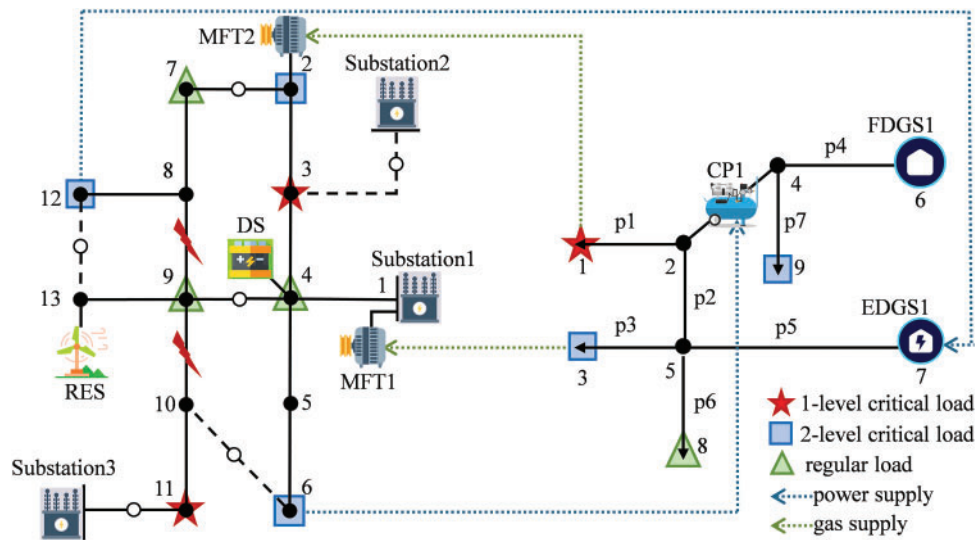 MFT2
2
7
Substation2
FDGS1
p4
CP1
8
3
4
6
12
p7
p1
DS
1
2
9
9
4
1
Substation1
p2
EDGS1
13
p3
p5
RES
MFT1
3
5
7
10
5
p6
1-level critical load
2-level critical load
8
regular load
Substation3
11
6
power supply
gas supply